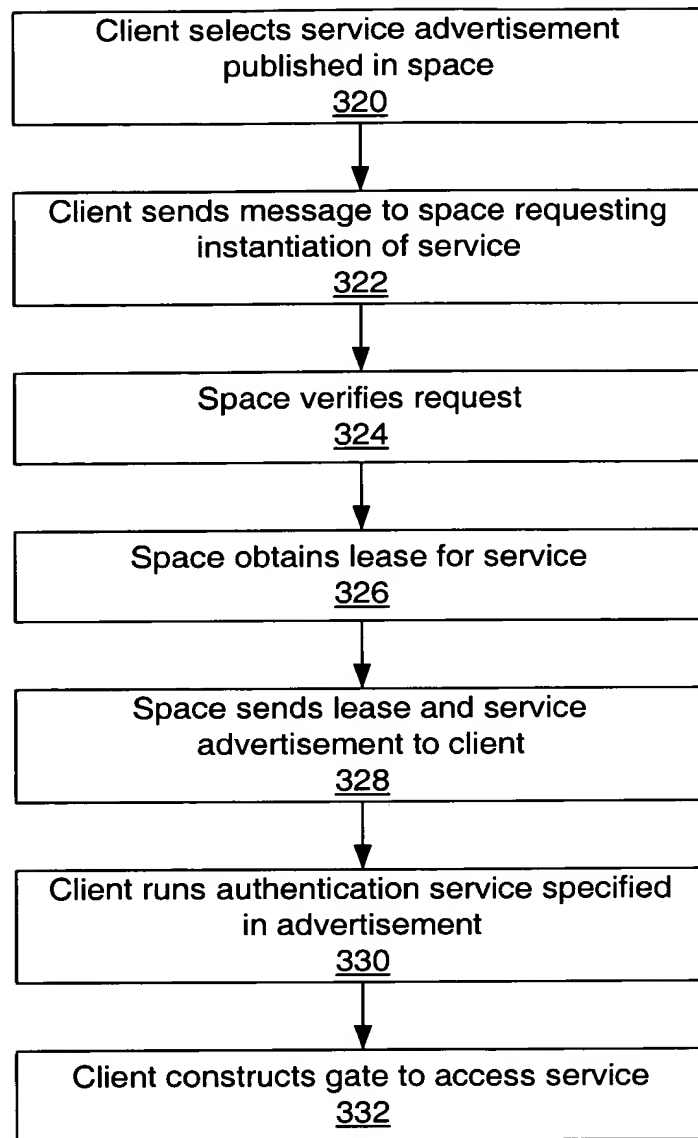 Client selects service advertisement
published in space
320
Client sends message to space requesting
instantiation of service
322
Space verifies request
324
Space obtains lease for service
326
Space sends lease and service
advertisement to client
328
Client runs authentication service specified
in advertisement
330
Client constructs gate to access service
332